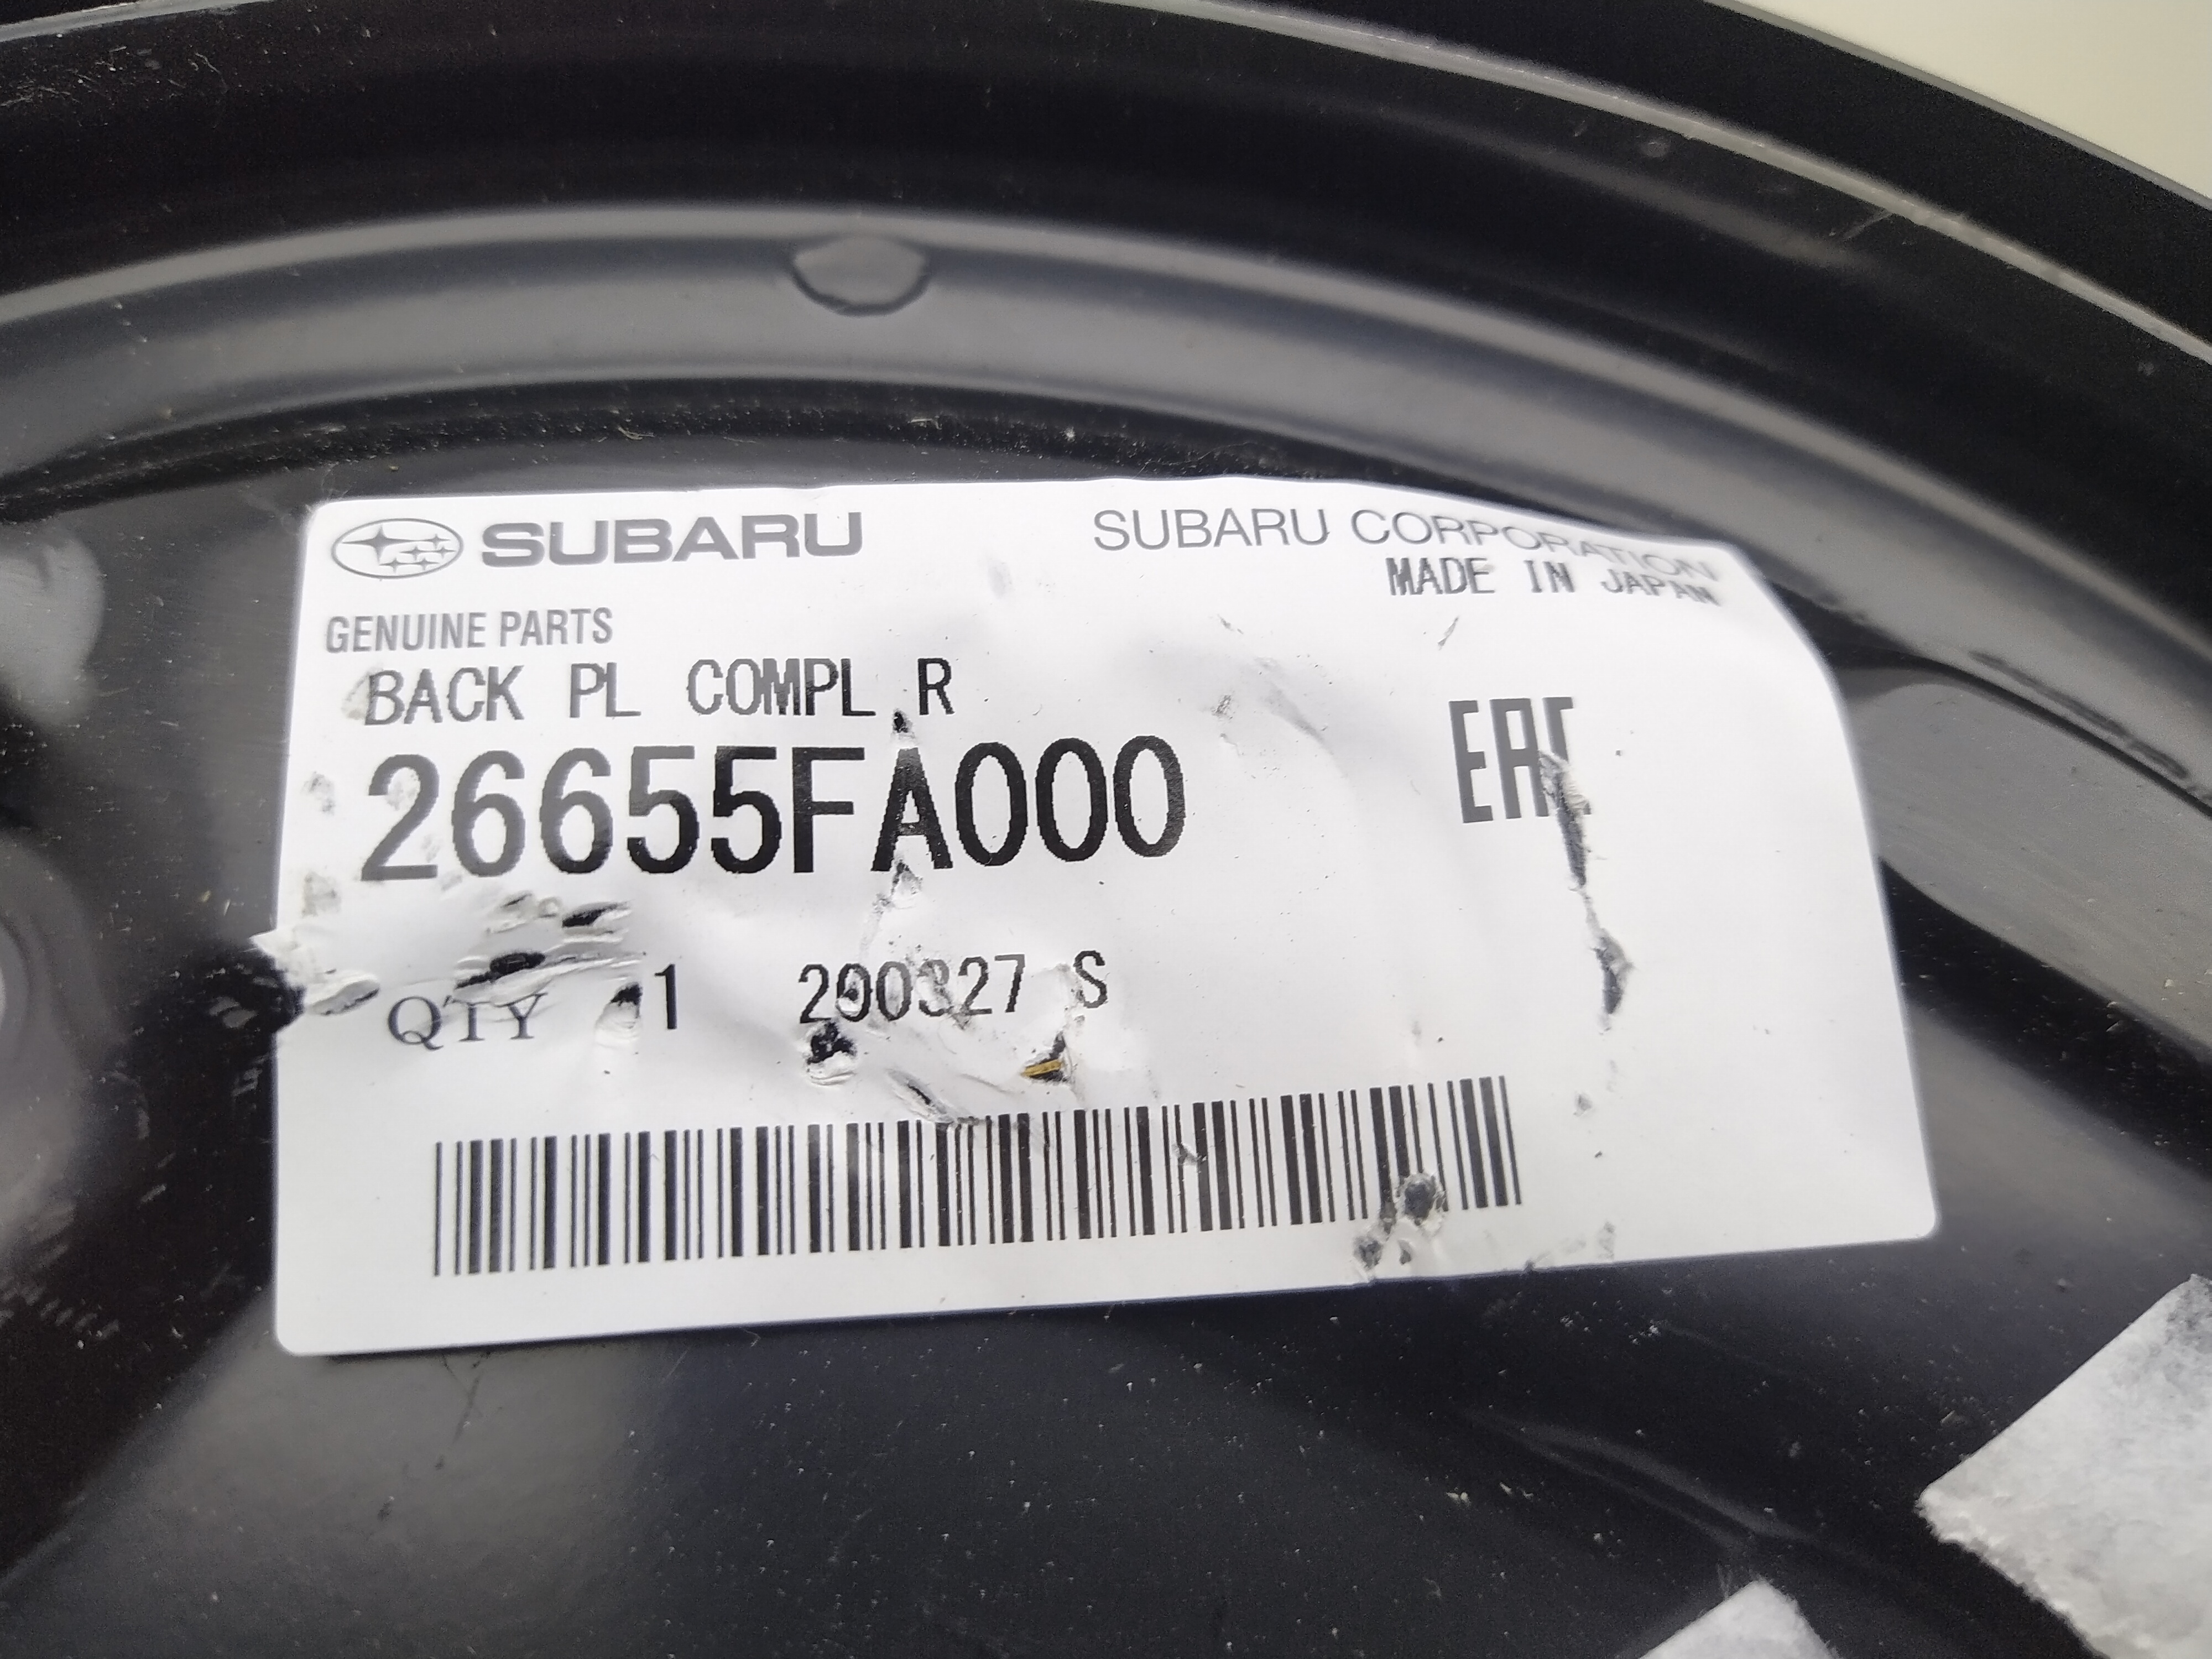 SUBARU
SUBARU CORPORATION
MADE IN JAPAN
GENUINE PARTS
BACK PL COMPL R
26655FA000
EAC
QTY 1 200327 S